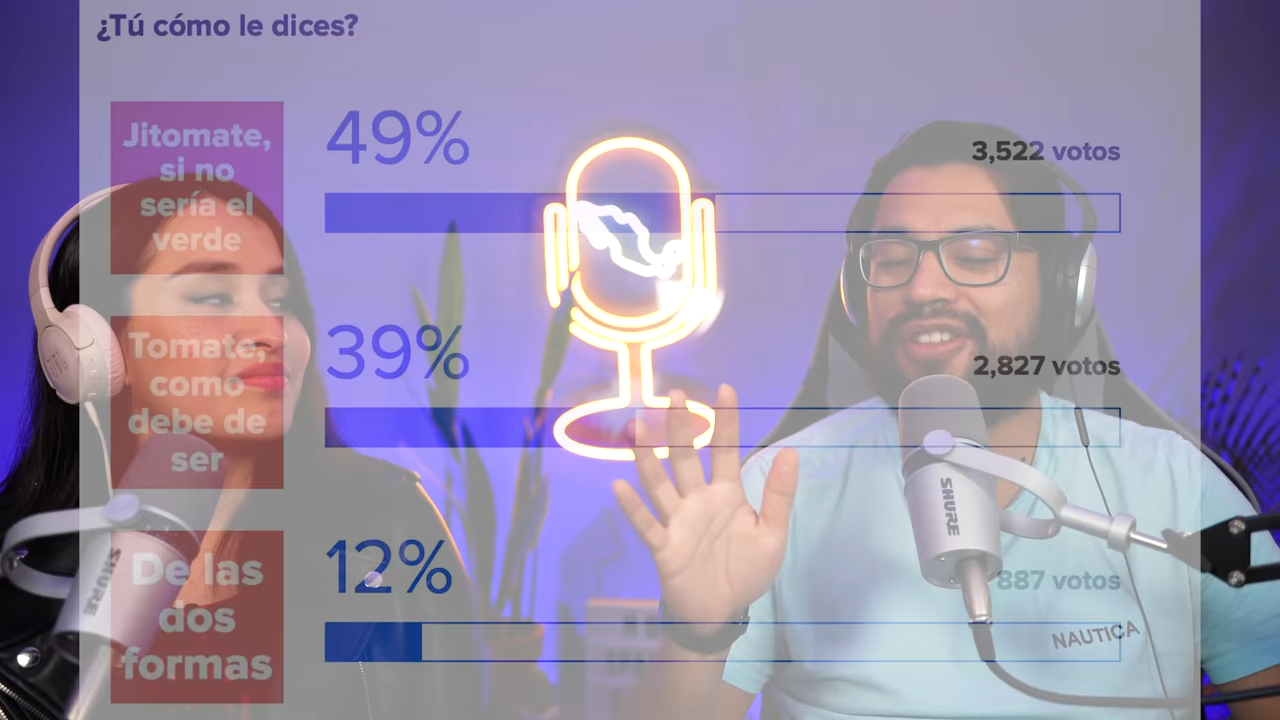 ¿Tú cómo le dices?
Jitomate,
si no
sería el
verde
49%
3,522 votos
Tomate,
como
debe de
ser
39%
2,827 votos
De las
dos
formas
12%
887 votos
SHURE
SHURE
NAUTICA